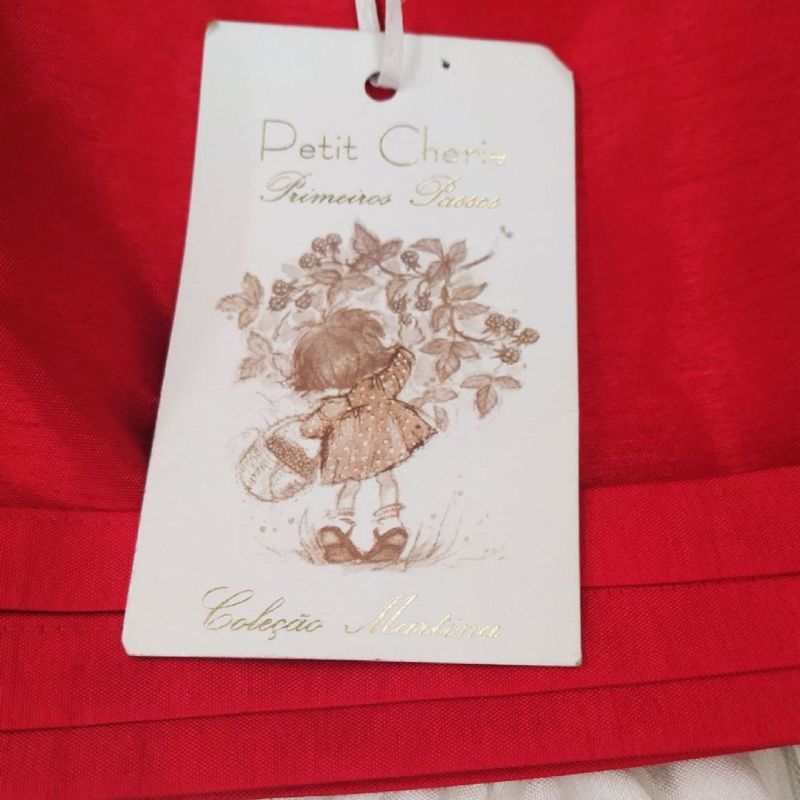 Petit Cherie
Primeiros Passos
Coleção Martina